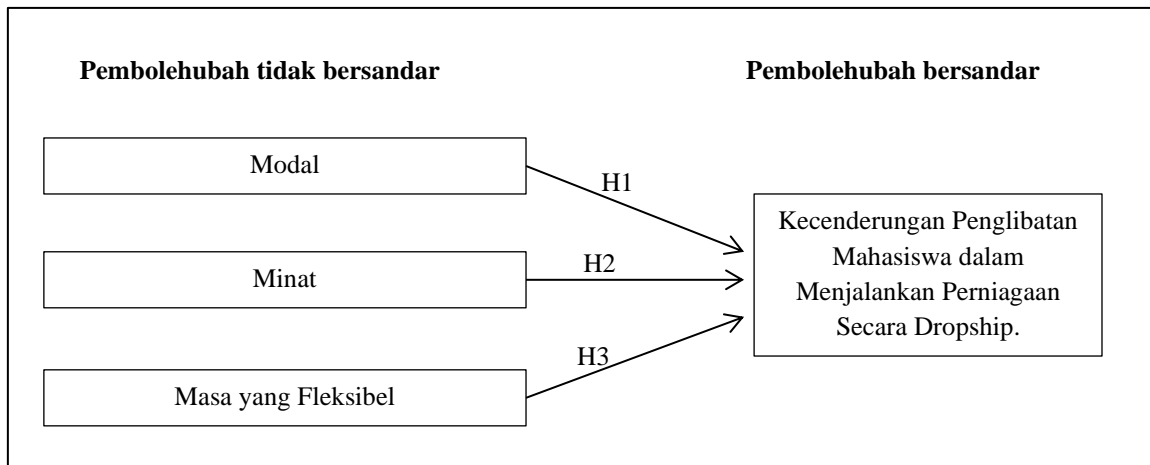 Pembolehubah tidak bersandar
Pembolehubah bersandar
Modal
H1
Minat
H2
Masa yang Fleksibel
H3
Kecenderungan Penglibatan
Mahasiswa dalam
Menjalankan Perniagaan
Secara Dropship.